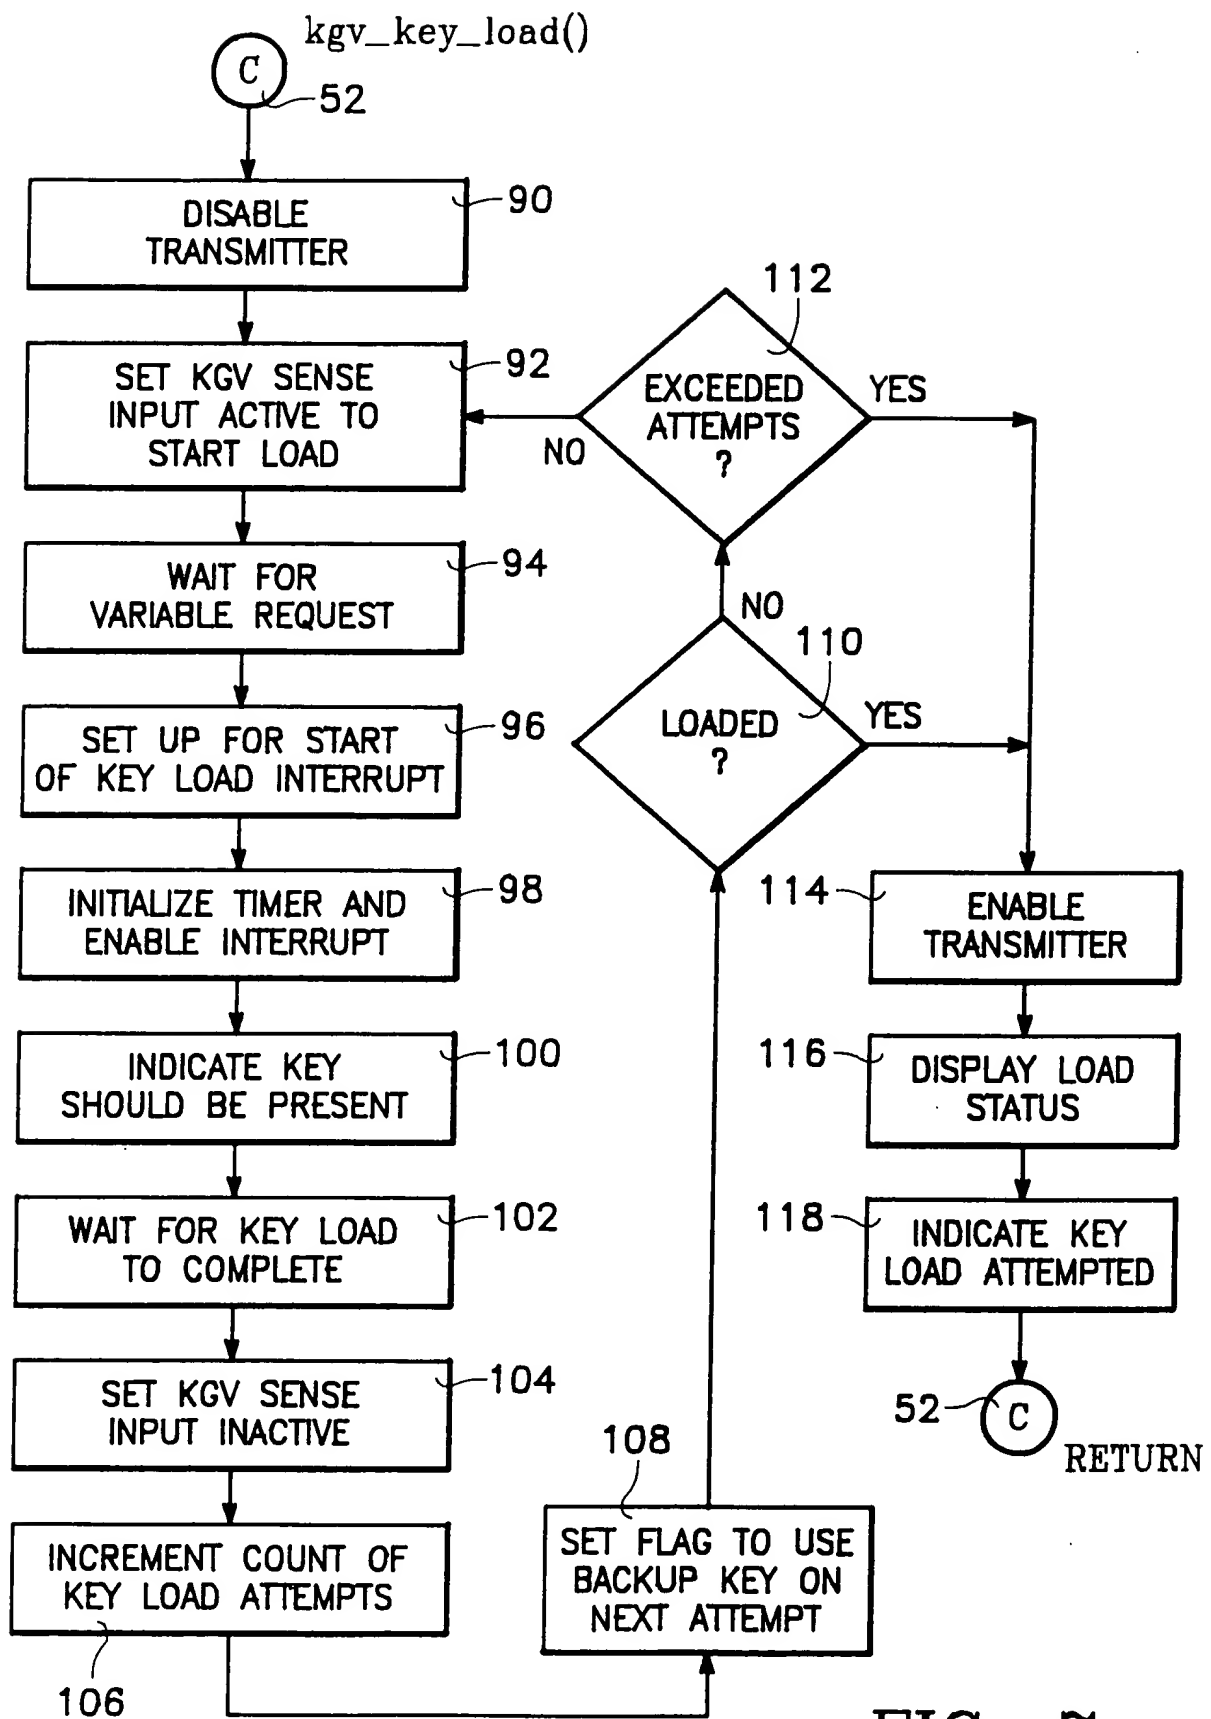 kgv_key_load()
C
52
DISABLE
TRANSMITTER
90
SET KGV SENSE
INPUT ACTIVE TO
START LOAD
92
WAIT FOR
VARIABLE REQUEST
94
SET UP FOR START
OF KEY LOAD INTERRUPT
96
INITIALIZE TIMER AND
ENABLE INTERRUPT
98
INDICATE KEY
SHOULD BE PRESENT
100
WAIT FOR KEY LOAD
TO COMPLETE
102
SET KGV SENSE
INPUT INACTIVE
104
INCREMENT COUNT OF
KEY LOAD ATTEMPTS
106
108
SET FLAG TO USE
BACKUP KEY ON
NEXT ATTEMPT
110
LOADED
?
YES
NO
112
EXCEEDED
ATTEMPTS
?
YES
NO
114
ENABLE
TRANSMITTER
116
DISPLAY LOAD
STATUS
118
INDICATE KEY
LOAD ATTEMPTED
52
C
RETURN